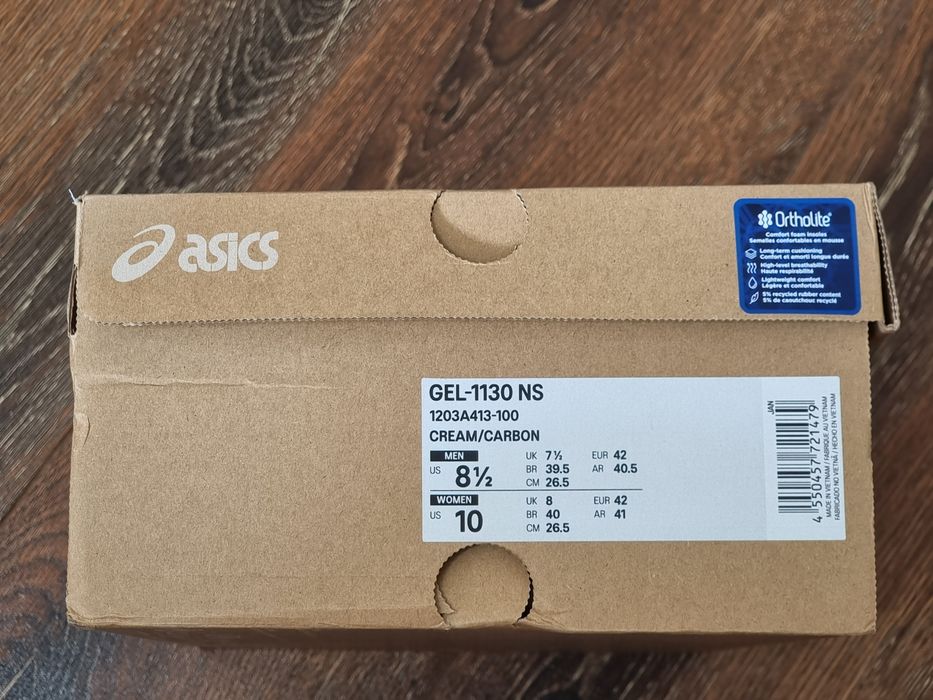 asics
Ortholite®
Comfort foam insoles
Semelles confortables en mousse
Long-term cushioning
Confort et amorti longue durée
High-level breathability
Haute respirabilité
Lightweight comfort
Légère et confortable
5% recycled rubber content
5% de caoutchouc recyclé
GEL-1130 NS
1203A413-100
CREAM/CARBON
MEN
US 8½
UK 7½ EUR 42
BR 39.5 AR 40.5
CM 26.5
WOMEN
US 10
UK 8 EUR 42
BR 40 AR 41
CM 26.5
JAN
4 550457 721479
MADE IN VIETNAM / FABRIQUÉ AU VIETNAM
FABRICADO NO VIETNÃ / HECHO EN VIETNAM